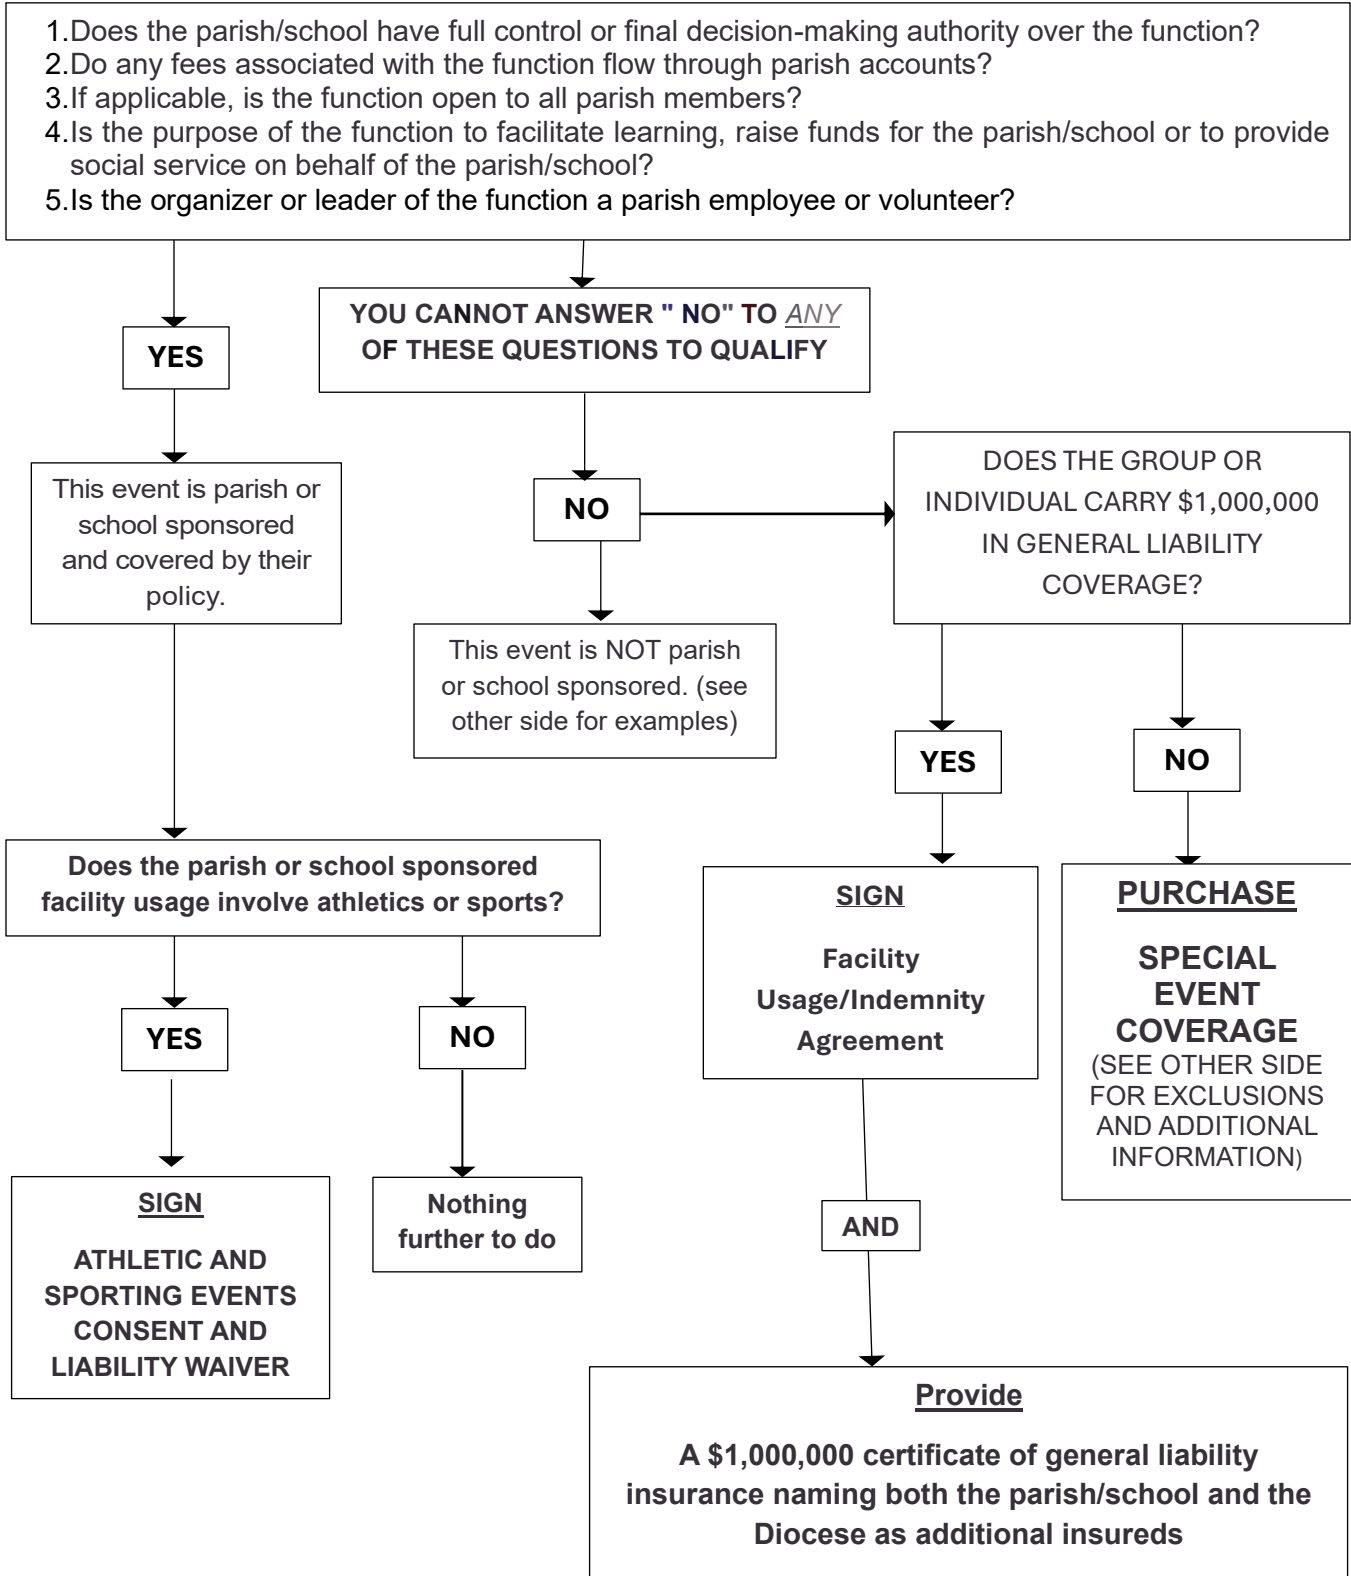 1.Does the parish/school have full control or final decision-making authority over the function?
2.Do any fees associated with the function flow through parish accounts?
3.If applicable, is the function open to all parish members?
4.Is the purpose of the function to facilitate learning, raise funds for the parish/school or to provide
social service on behalf of the parish/school?
5.Is the organizer or leader of the function a parish employee or volunteer?
YES
YOU CANNOT ANSWER " NO" TO ANY
OF THESE QUESTIONS TO QUALIFY
This event is parish or
school sponsored
and covered by their
policy.
NO
DOES THE GROUP OR
INDIVIDUAL CARRY $1,000,000
IN GENERAL LIABILITY
COVERAGE?
This event is NOT parish
or school sponsored. (see
other side for examples)
YES
NO
Does the parish or school sponsored
facility usage involve athletics or sports?
YES
NO
SIGN
ATHLETIC AND
SPORTING EVENTS
CONSENT AND
LIABILITY WAIVER
Nothing
further to do
SIGN
Facility
Usage/Indemnity
Agreement
PURCHASE
SPECIAL
EVENT
COVERAGE
(SEE OTHER SIDE
FOR EXCLUSIONS
AND ADDITIONAL
INFORMATION)
AND
Provide
A $1,000,000 certificate of general liability
insurance naming both the parish/school and the
Diocese as additional insureds